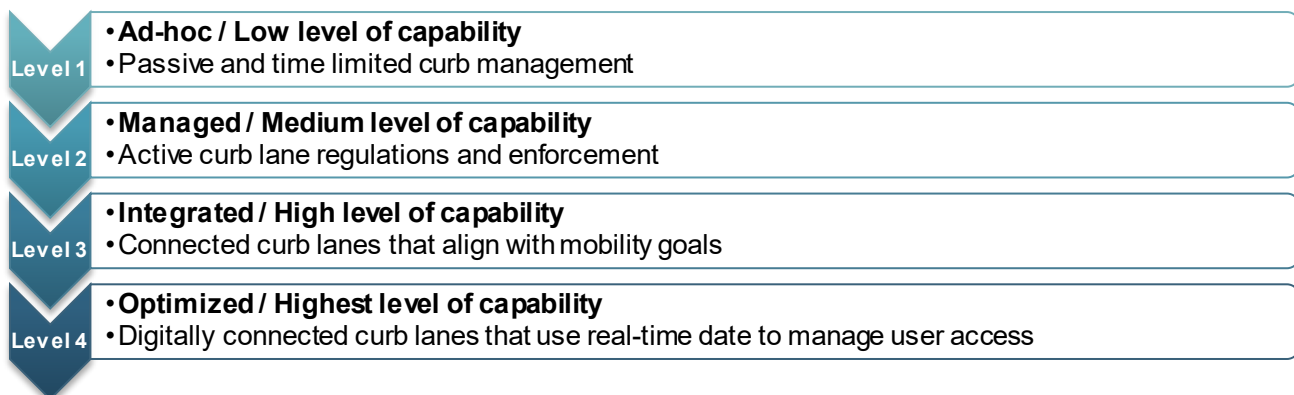 Level 1
•Ad-hoc / Low level of capability
•Passive and time limited curb management
Level 2
•Managed / Medium level of capability
•Active curb lane regulations and enforcement
Level 3
•Integrated / High level of capability
•Connected curb lanes that align with mobility goals
Level 4
•Optimized / Highest level of capability
•Digitally connected curb lanes that use real-time date to manage user access